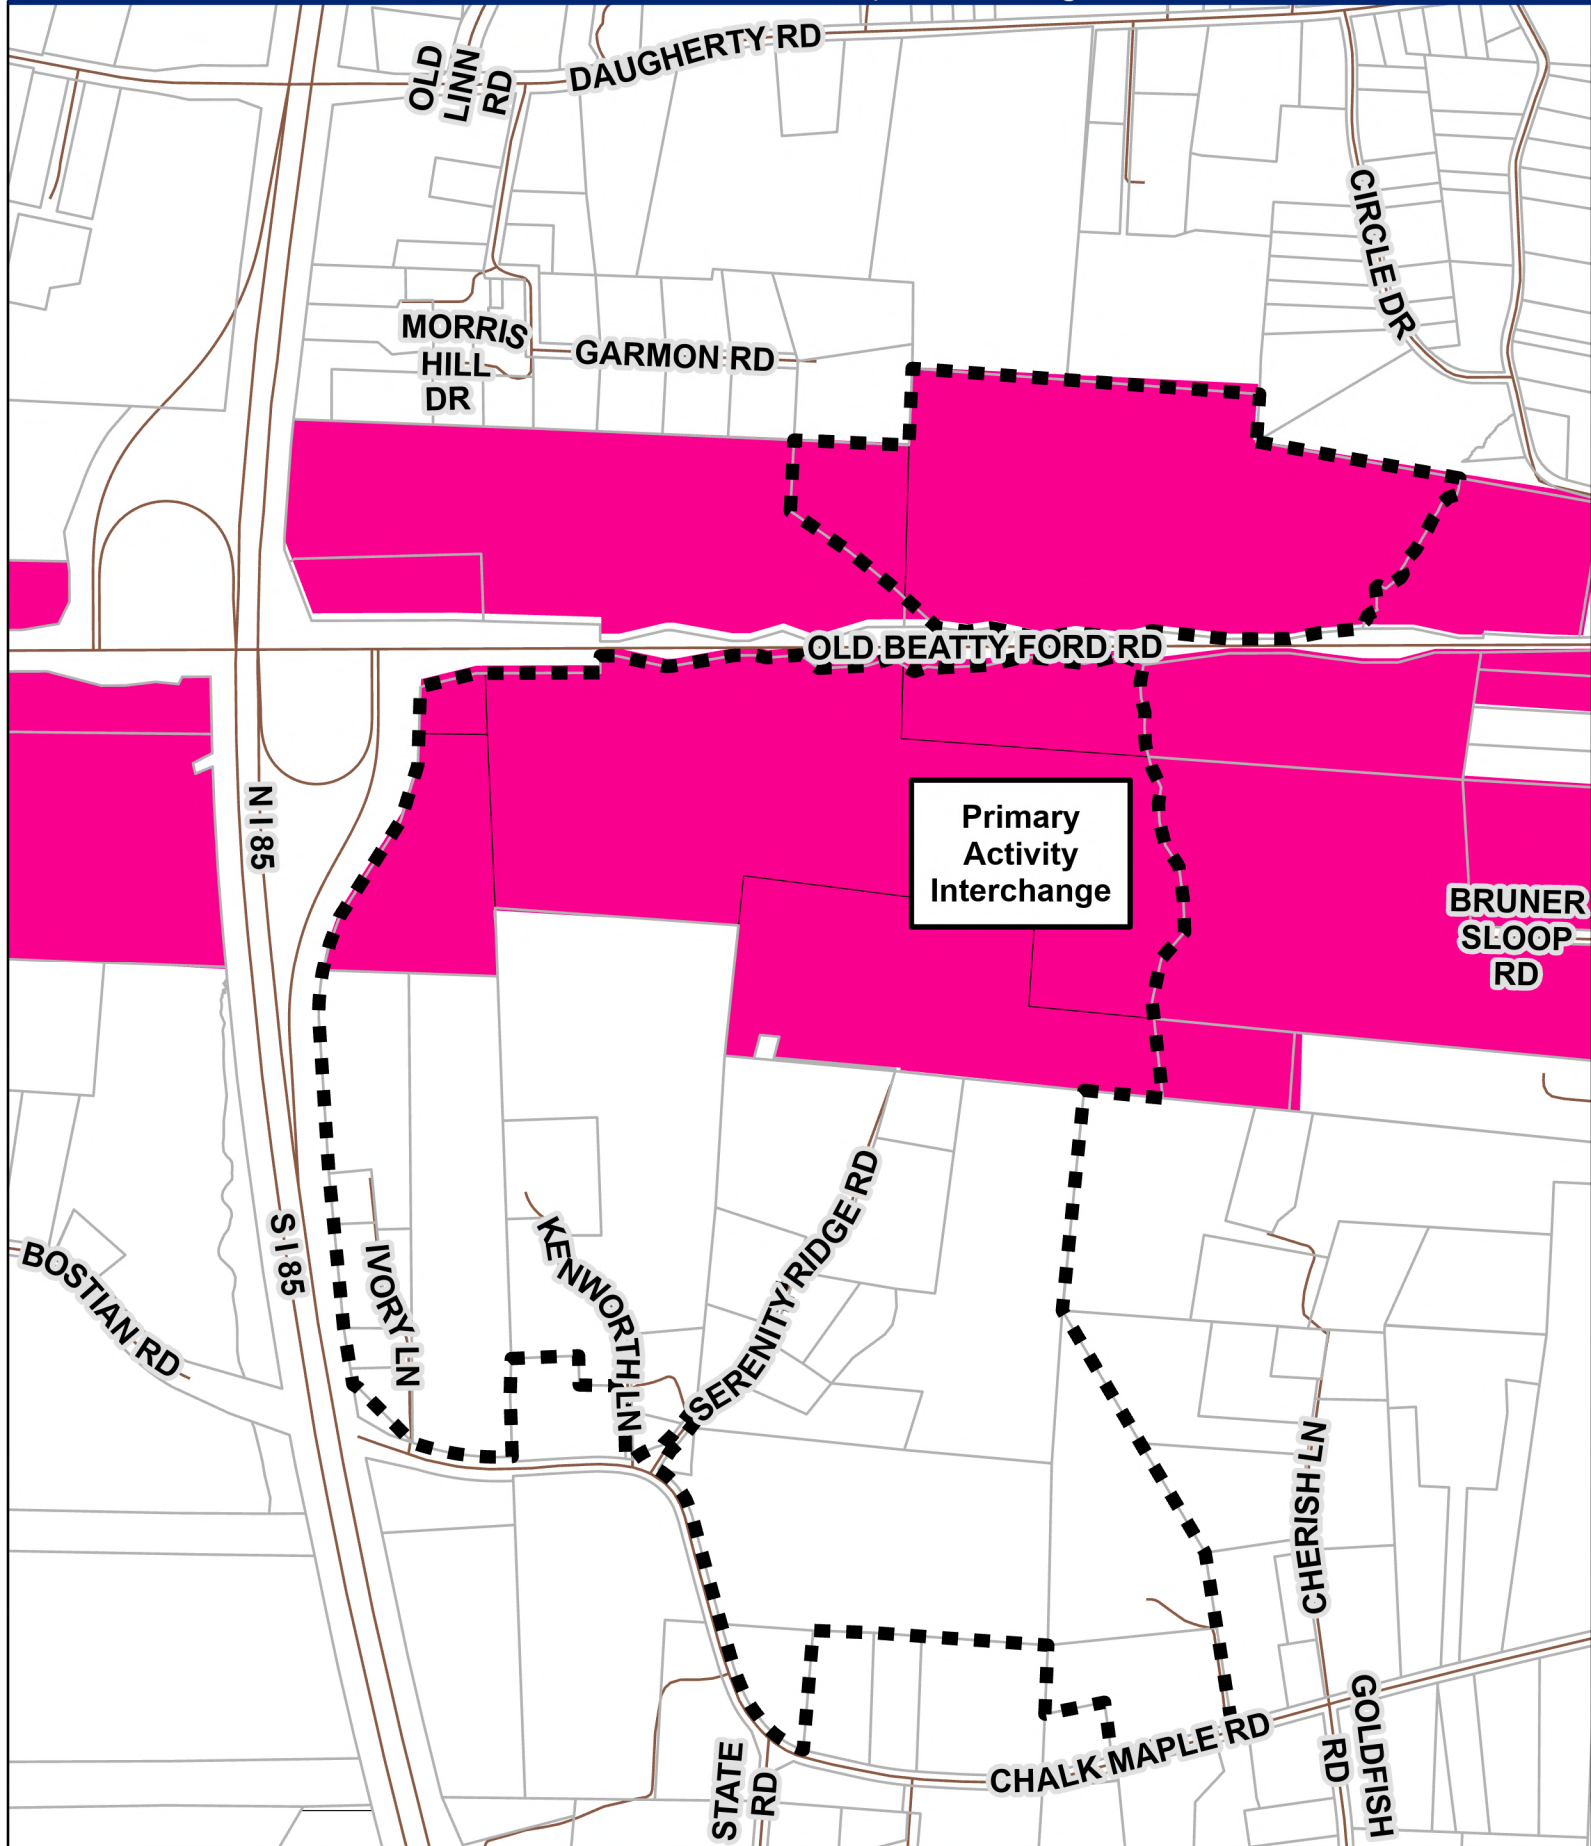 DAUGHERTY RD
OLD
LINN
RD
CIRCLE DR
MORRIS
HILL
DR
GARMON RD
OLD BEATTY FORD RD
N I 85
Primary
Activity
Interchange
BRUNER
SLOOP
RD
S I 85
BOSTIAN RD
IVORY LN
KENWORTH LN
SERENITY RIDGE RD
CHERISH LN
GOLDFISH
RD
STATE
RD
CHALK MAPLE RD